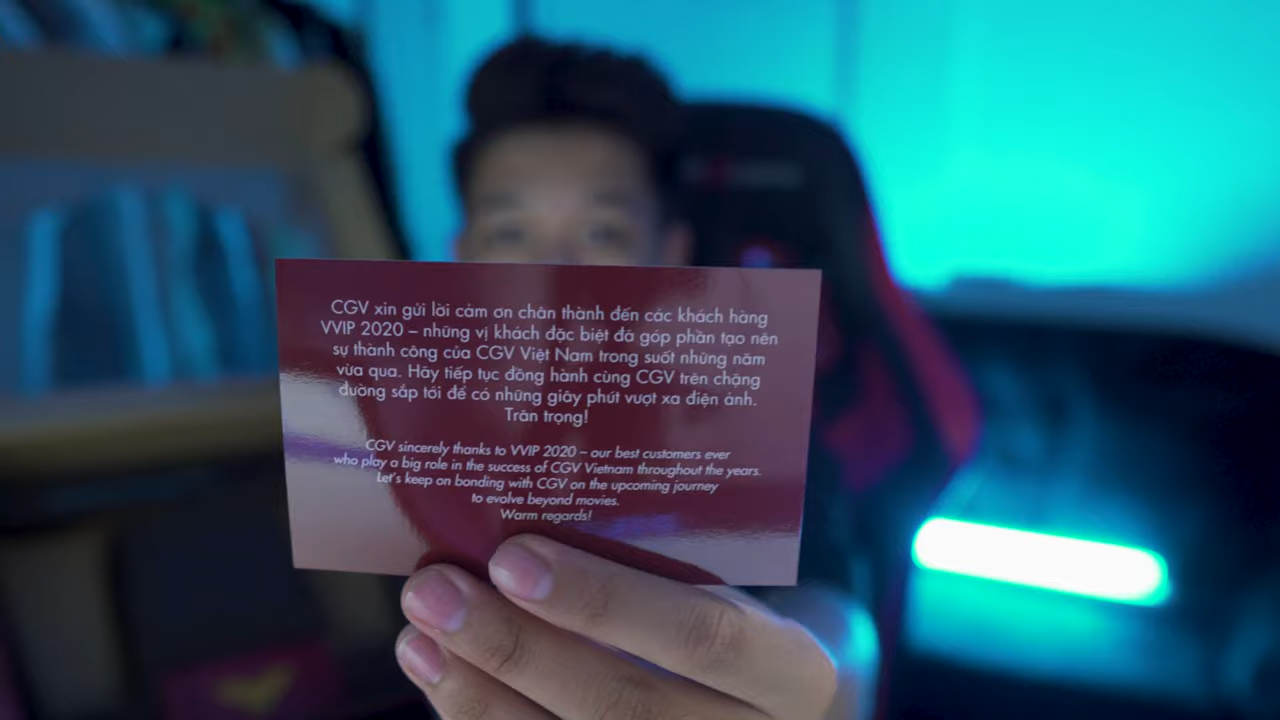 CGV xin gửi lời cảm ơn chân thành đến các khách hàng
VVIP 2020 – những vị khách đặc biệt đã góp phần tạo nên
sự thành công của CGV Việt Nam trong suốt những năm
vừa qua. Hãy tiếp tục đồng hành cùng CGV trên chặng
đường sắp tới để có những giây phút vượt xa điện ảnh.
Trân trọng!
CGV sincerely thanks to VVIP 2020 – our best customers ever
who play a big role in the success of CGV Vietnam throughout the years.
Let's keep on bonding with CGV on the upcoming journey
to evolve beyond movies.
Warm regards!